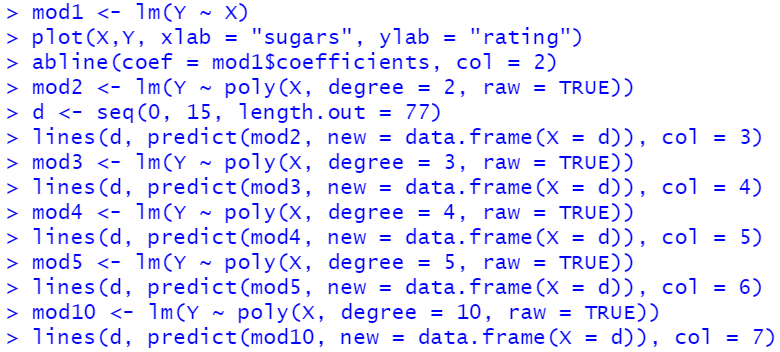 > mod1 <- lm(Y ~ X)
> plot(X,Y, xlab = "sugars", ylab = "rating")
> abline(coef = mod1$coefficients, col = 2)
> mod2 <- lm(Y ~ poly(X, degree = 2, raw = TRUE))
> d <- seq(0, 15, length.out = 77)
> lines(d, predict(mod2, new = data.frame(X = d)), col = 3)
> mod3 <- lm(Y ~ poly(X, degree = 3, raw = TRUE))
> lines(d, predict(mod3, new = data.frame(X = d)), col = 4)
> mod4 <- lm(Y ~ poly(X, degree = 4, raw = TRUE))
> lines(d, predict(mod4, new = data.frame(X = d)), col = 5)
> mod5 <- lm(Y ~ poly(X, degree = 5, raw = TRUE))
> lines(d, predict(mod5, new = data.frame(X = d)), col = 6)
> mod10 <- lm(Y ~ poly(X, degree = 10, raw = TRUE))
> lines(d, predict(mod10, new = data.frame(X = d)), col = 7)